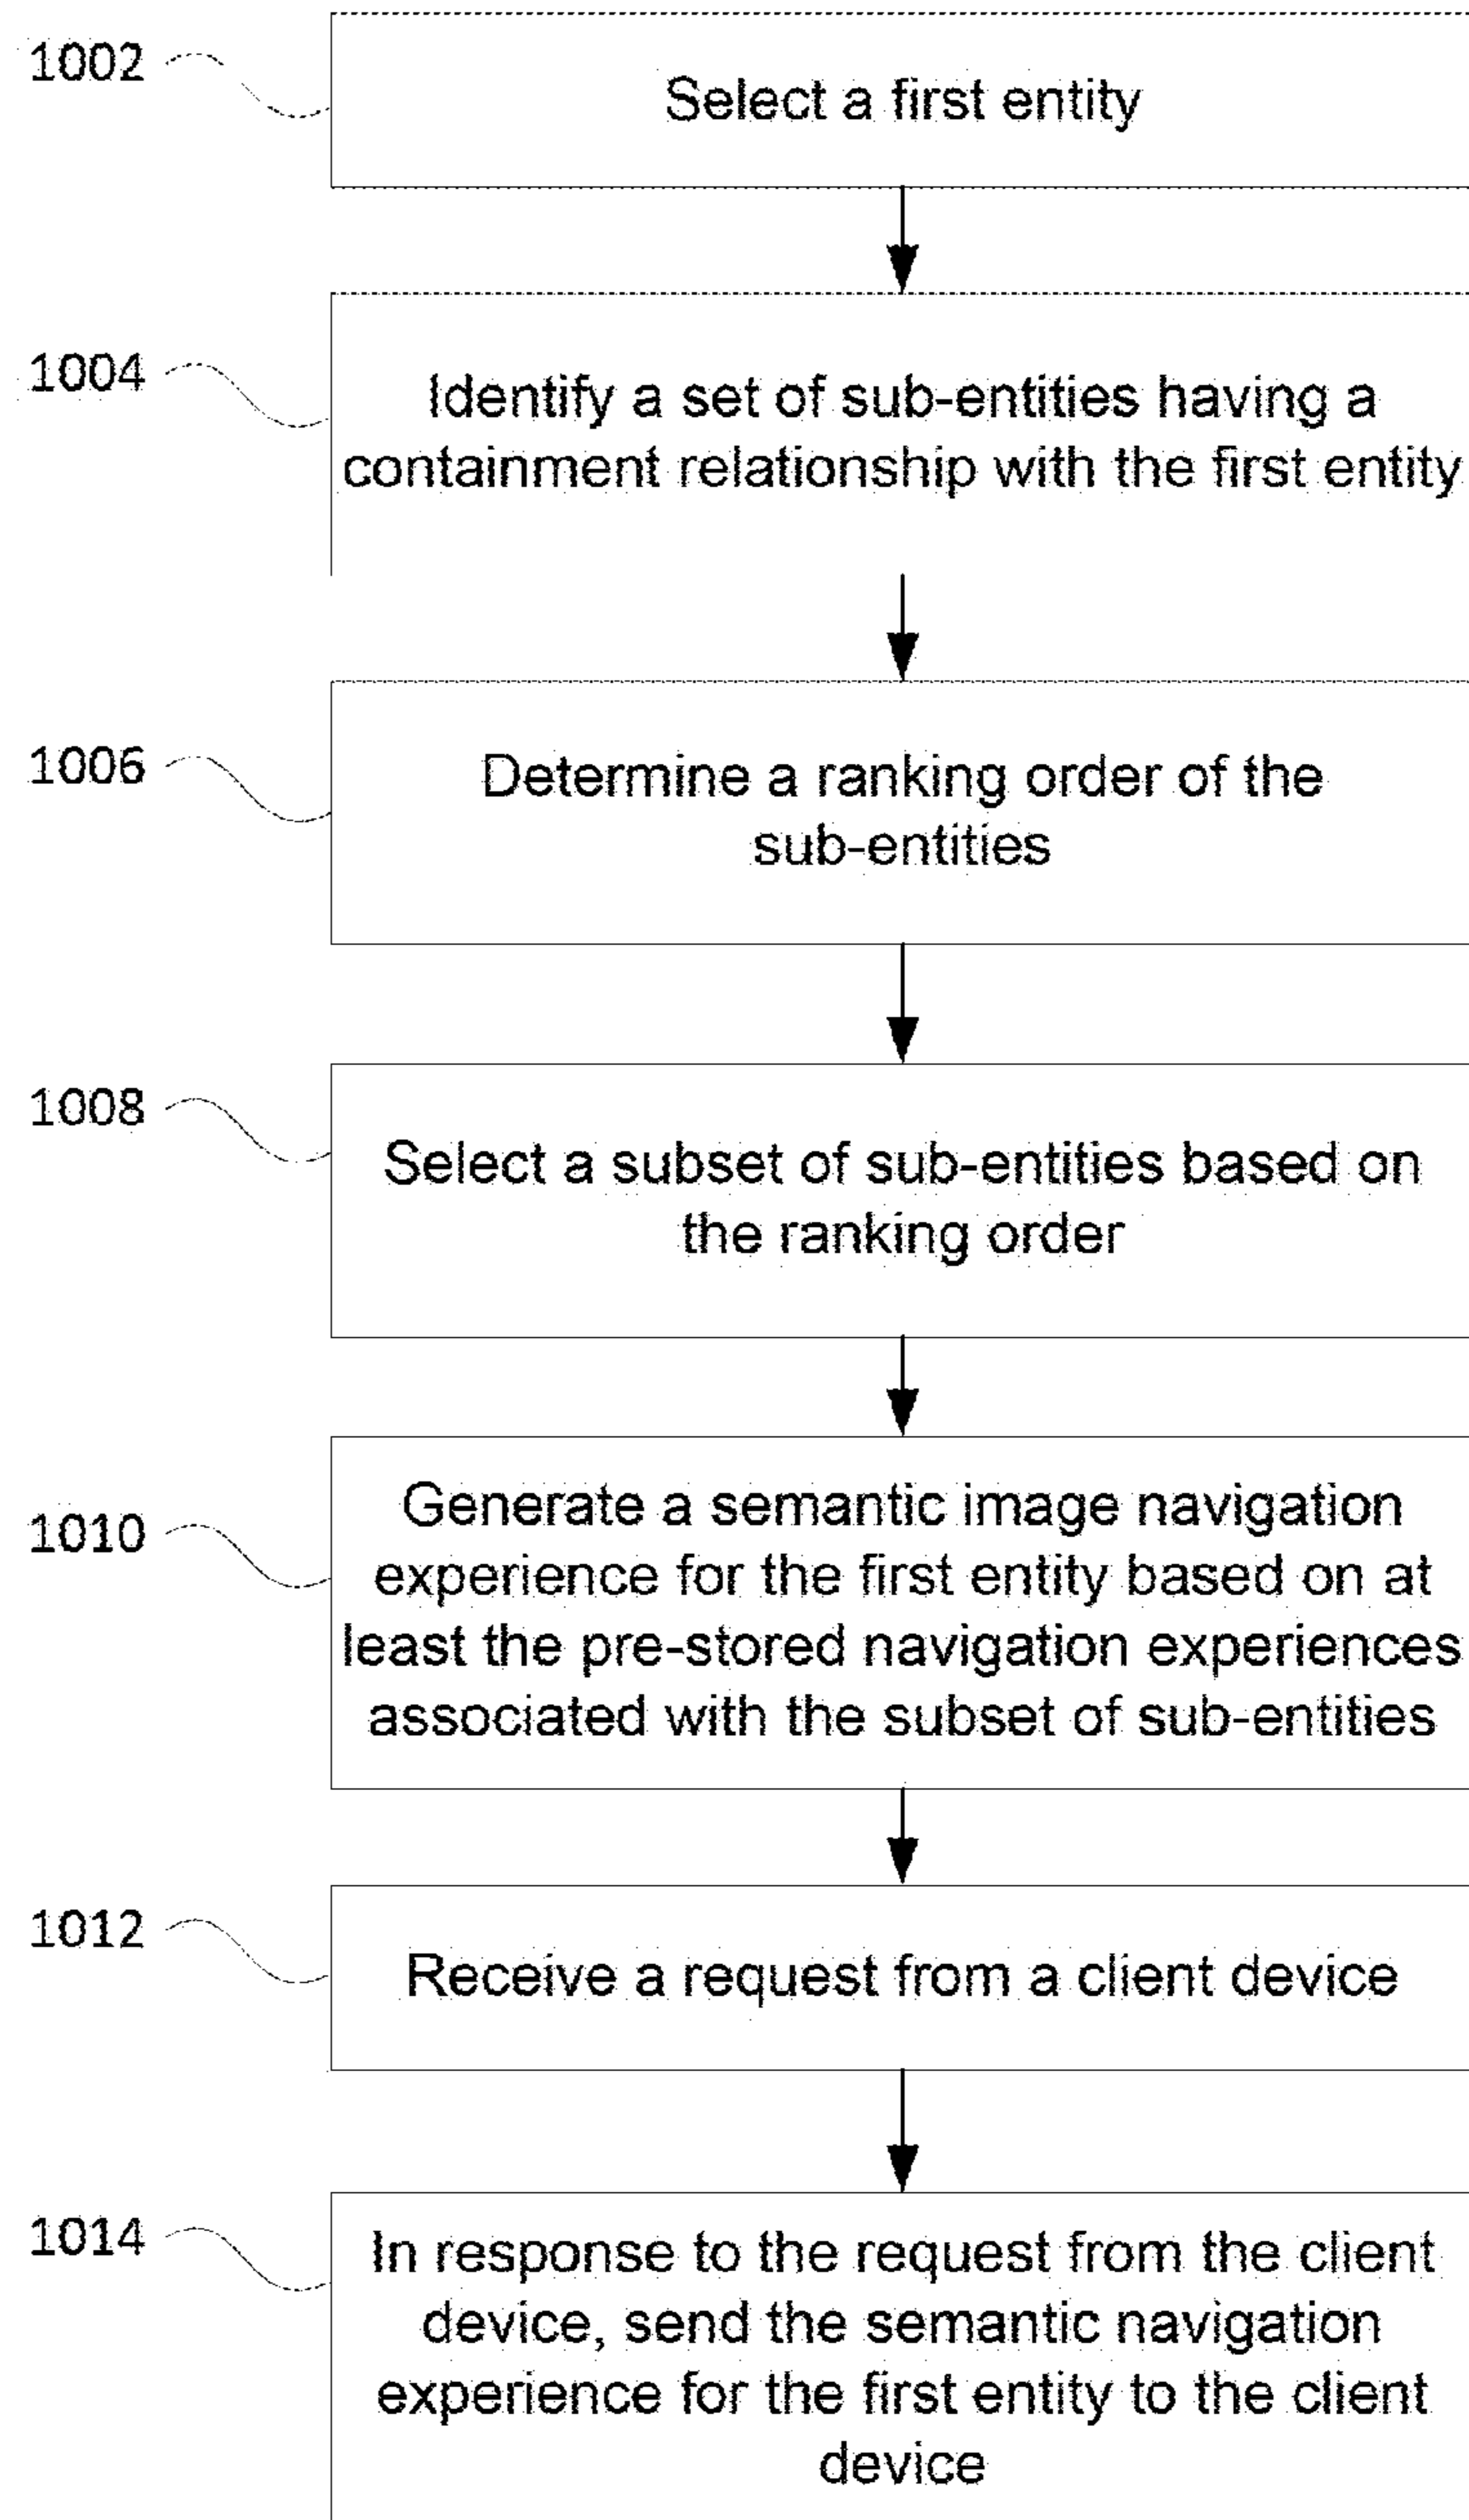 1002
Select a first entity
1004
Identify a set of sub-entities having a
containment relationship with the first entity
1006
Determine a ranking order of the
sub-entities
1008
Select a subset of sub-entities based on
the ranking order
1010
Generate a semantic image navigation
experience for the first entity based on at
least the pre-stored navigation experiences
associated with the subset of sub-entities
1012
Receive a request from a client device
1014
In response to the request from the client
device, send the semantic navigation
experience for the first entity to the client
device